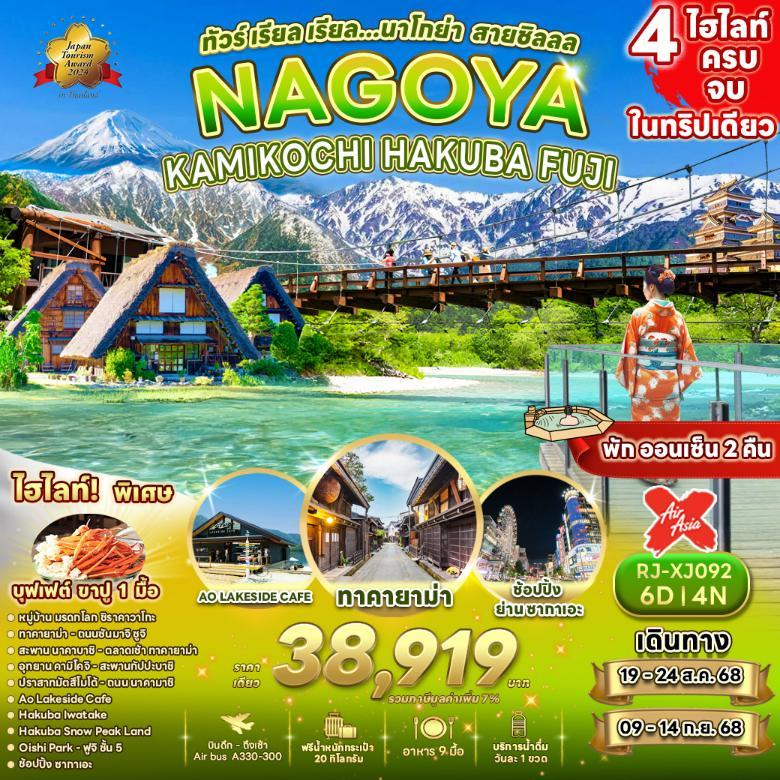 Japan
Tourism
Award
2024
in Thailand
ทัวร์ เรียล เรียล...นาโกย่า สายชิลลล
NAGOYA
KAMIKOCHI HAKUBA FUJI
4 ไฮไลท์
ครบ
จบ
ในทริปเดียว
พัก ออนเซ็น 2 คืน
ไฮไลท์! พิเศษ
บุฟเฟต์ ขาปู 1 มื้อ
AO LAKESIDE CAFE
ทาคายาม่า
ช้อปปิ้ง
ย่าน ซากาเอะ
Air
Asia
RJ-XJ092
6D | 4N
หมู่บ้าน มรดกโลก ชิราคาวาโกะ
ทาคายาม่า - ถนนซันมาจิ ซูจิ
สะพาน นาคาบาชิ - ตลาดเช้า ทาคายาม่า
อุทยาน คามิโคจิ - สะพานกัปปะบาชิ
ปราสาทมัตสึโมโต้ - ถนน นาคามาชิ
Ao Lakeside Cafe
Hakuba Iwatake
Hakuba Snow Peak Land
Oishi Park - ฟูจิ ชั้น 5
ช้อปปิ้ง ซากาเอะ
ราคา
เดียว
38,919
บาท
รวมภาษีมูลค่าเพิ่ม 7%
เดินทาง
19 - 24 ส.ค. 68
09 - 14 ก.ย. 68
บินดึก - ถึงเช้า
Air bus A330-300
ฟรีน้ำหนักกระเป๋า
20 กิโลกรัม
อาหาร 9 มื้อ
บริการน้ำดื่ม
วันละ 1 ขวด